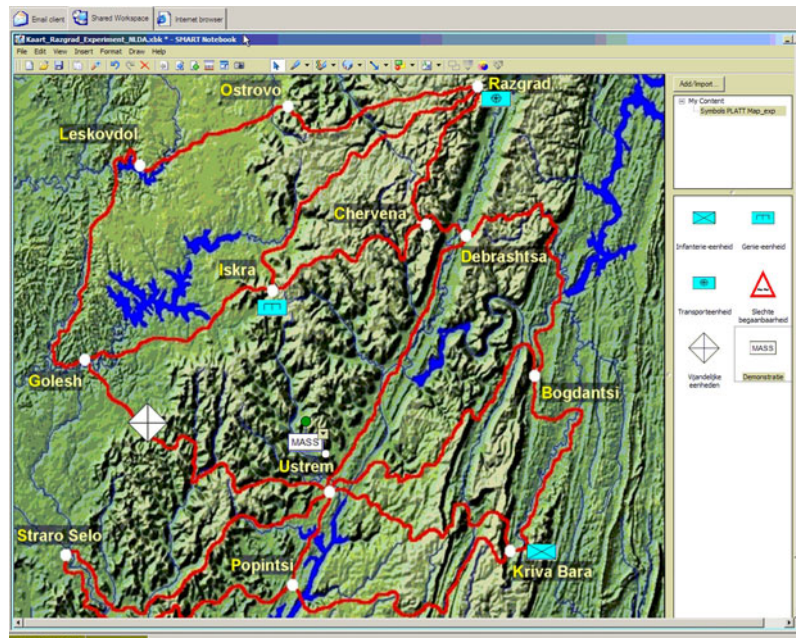 Email client
Shared Workspace
Internet browser
Kaart_Razgrad_Experiment_NLDA.xbk * - SMART Notebook
File Edit View Insert Format Draw Help
Add/Import...
My Content
Symbols PLATT Map_exp
Ostrovo
Razgrad
Leskovdol
Chervena
Debrashtsa
Iskra
Golesh
Bogdantsi
MASS
Ustrem
Straro Selo
Popintsi
Kriva Bara
Infanterie-eenheid
Genie-eenheid
Transporteenheid
Slechte
begaanbaarheid
MASS
Vijandelijke
eenheden
Demonstratie